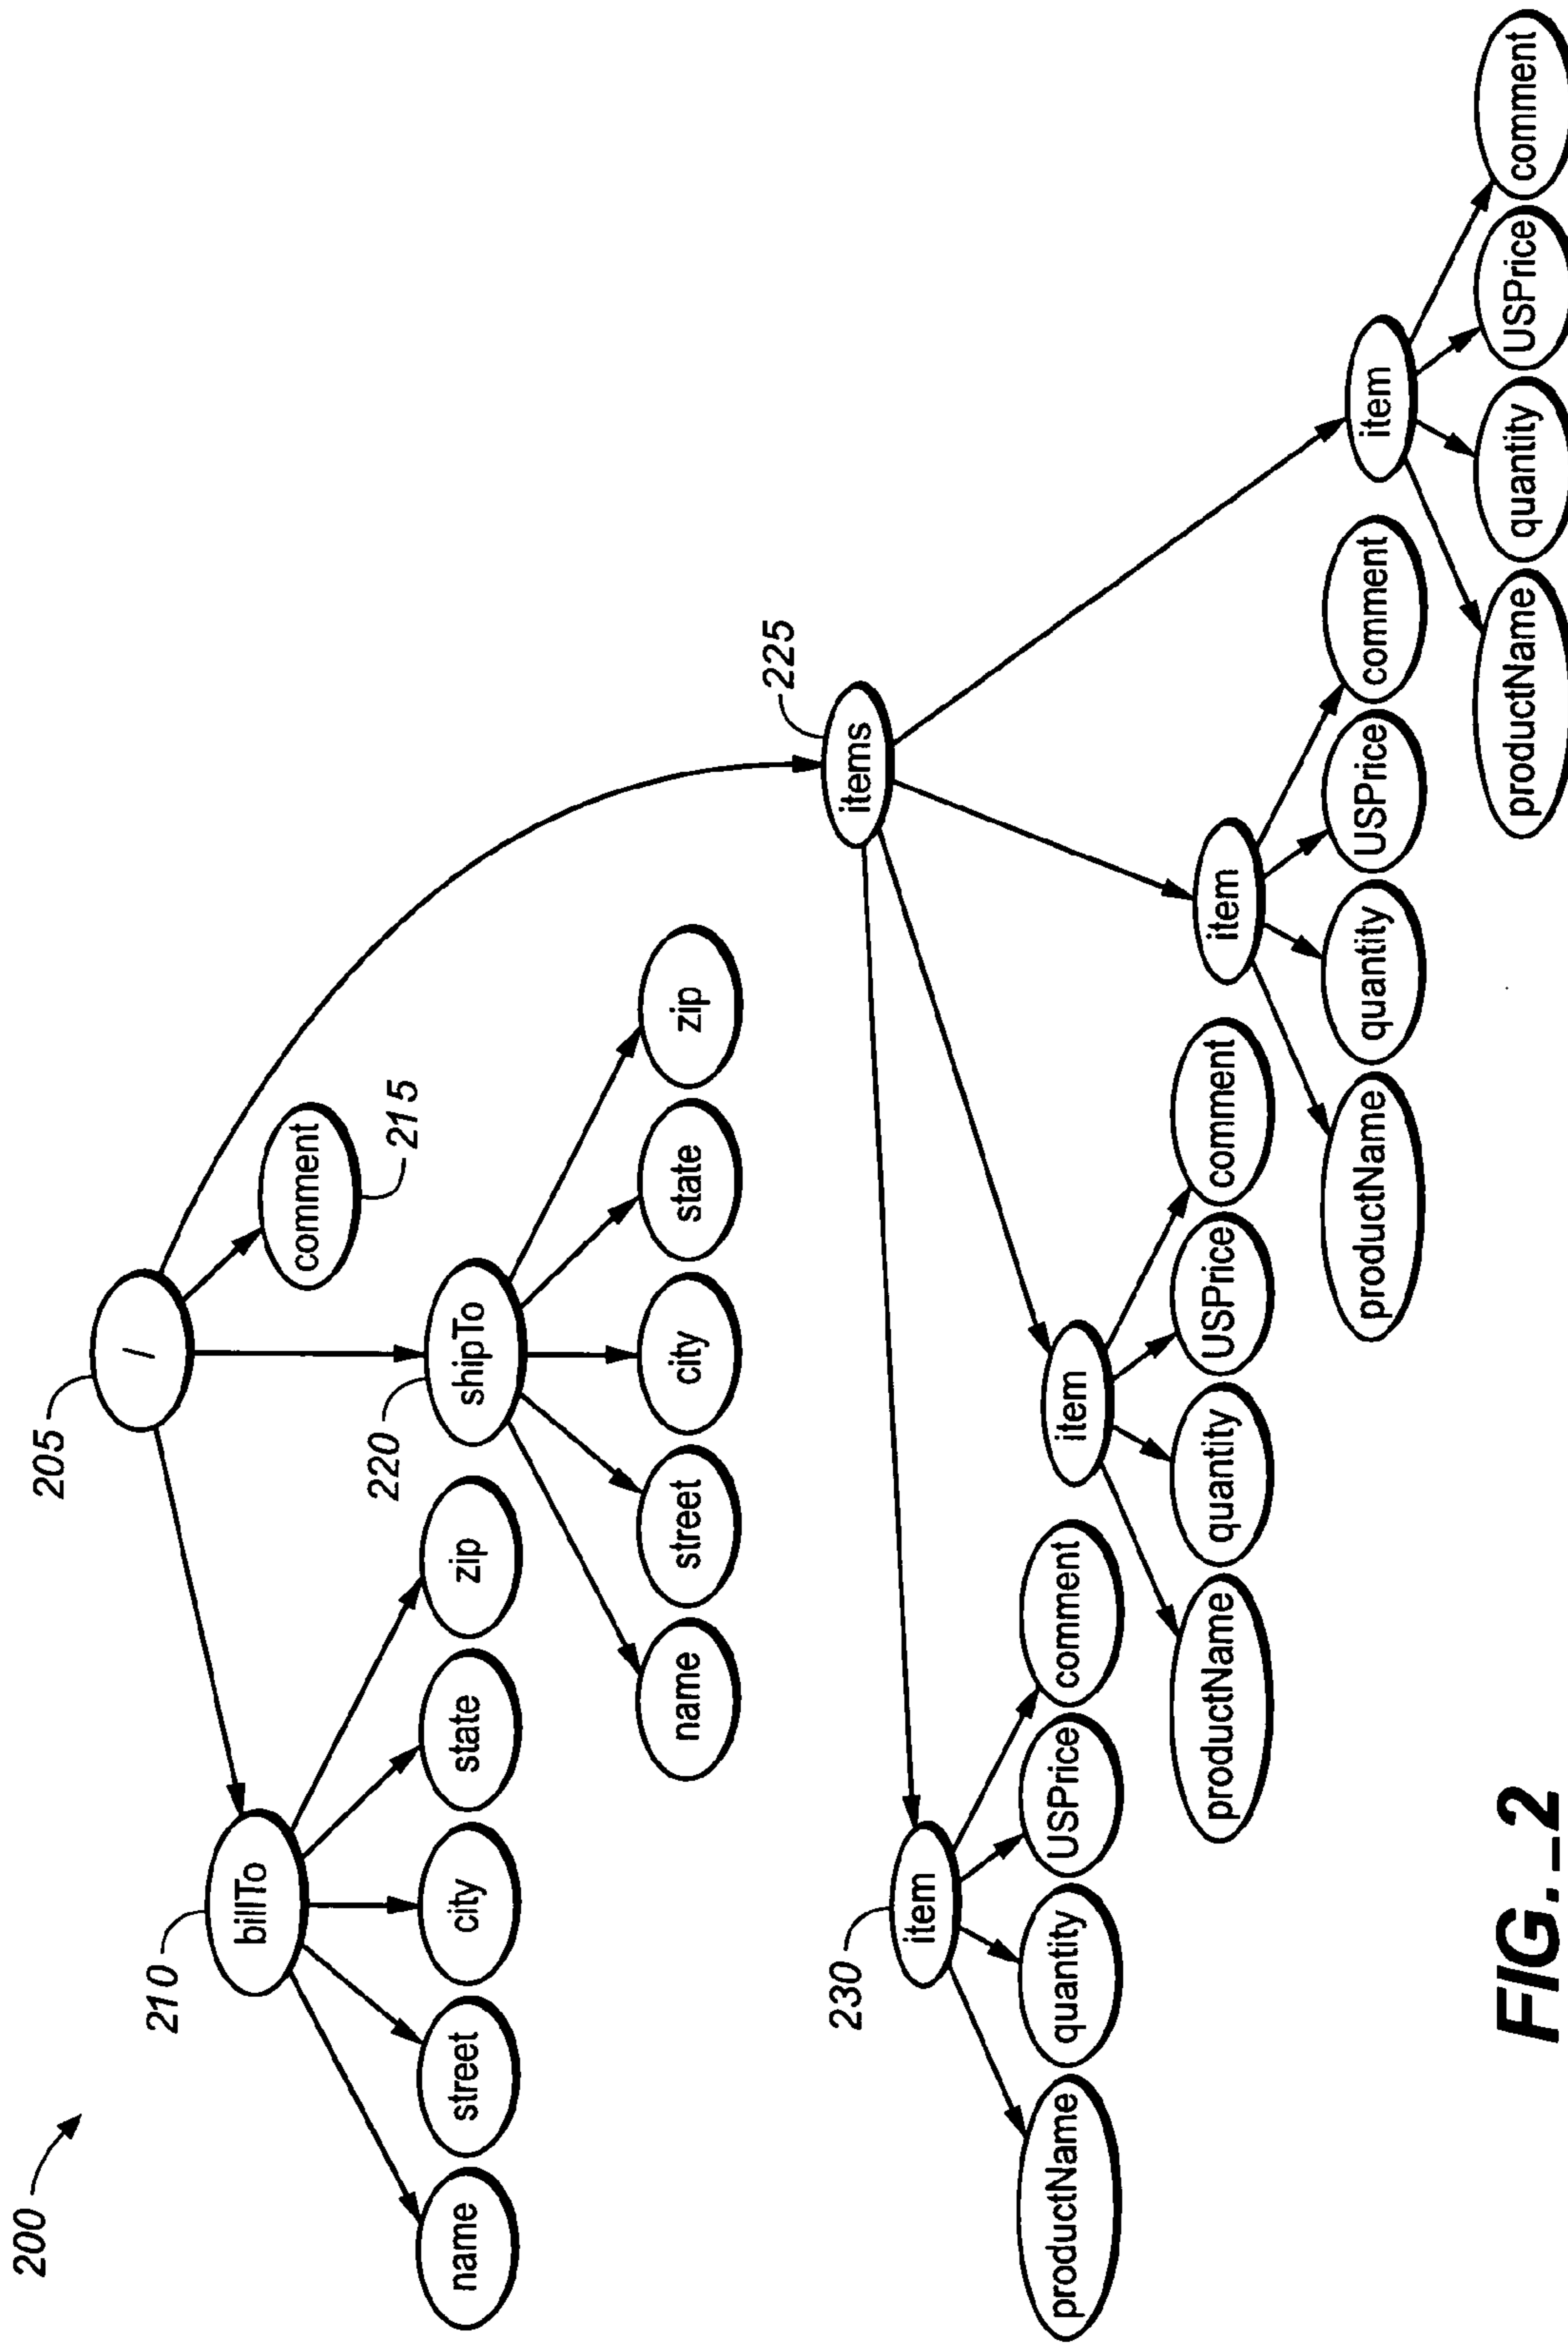 200
205
/
210
billTo
comment
215
220
shipTo
name
street
city
state
zip
name
street
city
state
zip
225
items
230
item
productName
quantity
USPrice
comment
item
productName
quantity
USPrice
comment
item
productName
quantity
USPrice
comment
item
productName
quantity
USPrice
comment
FIG._2